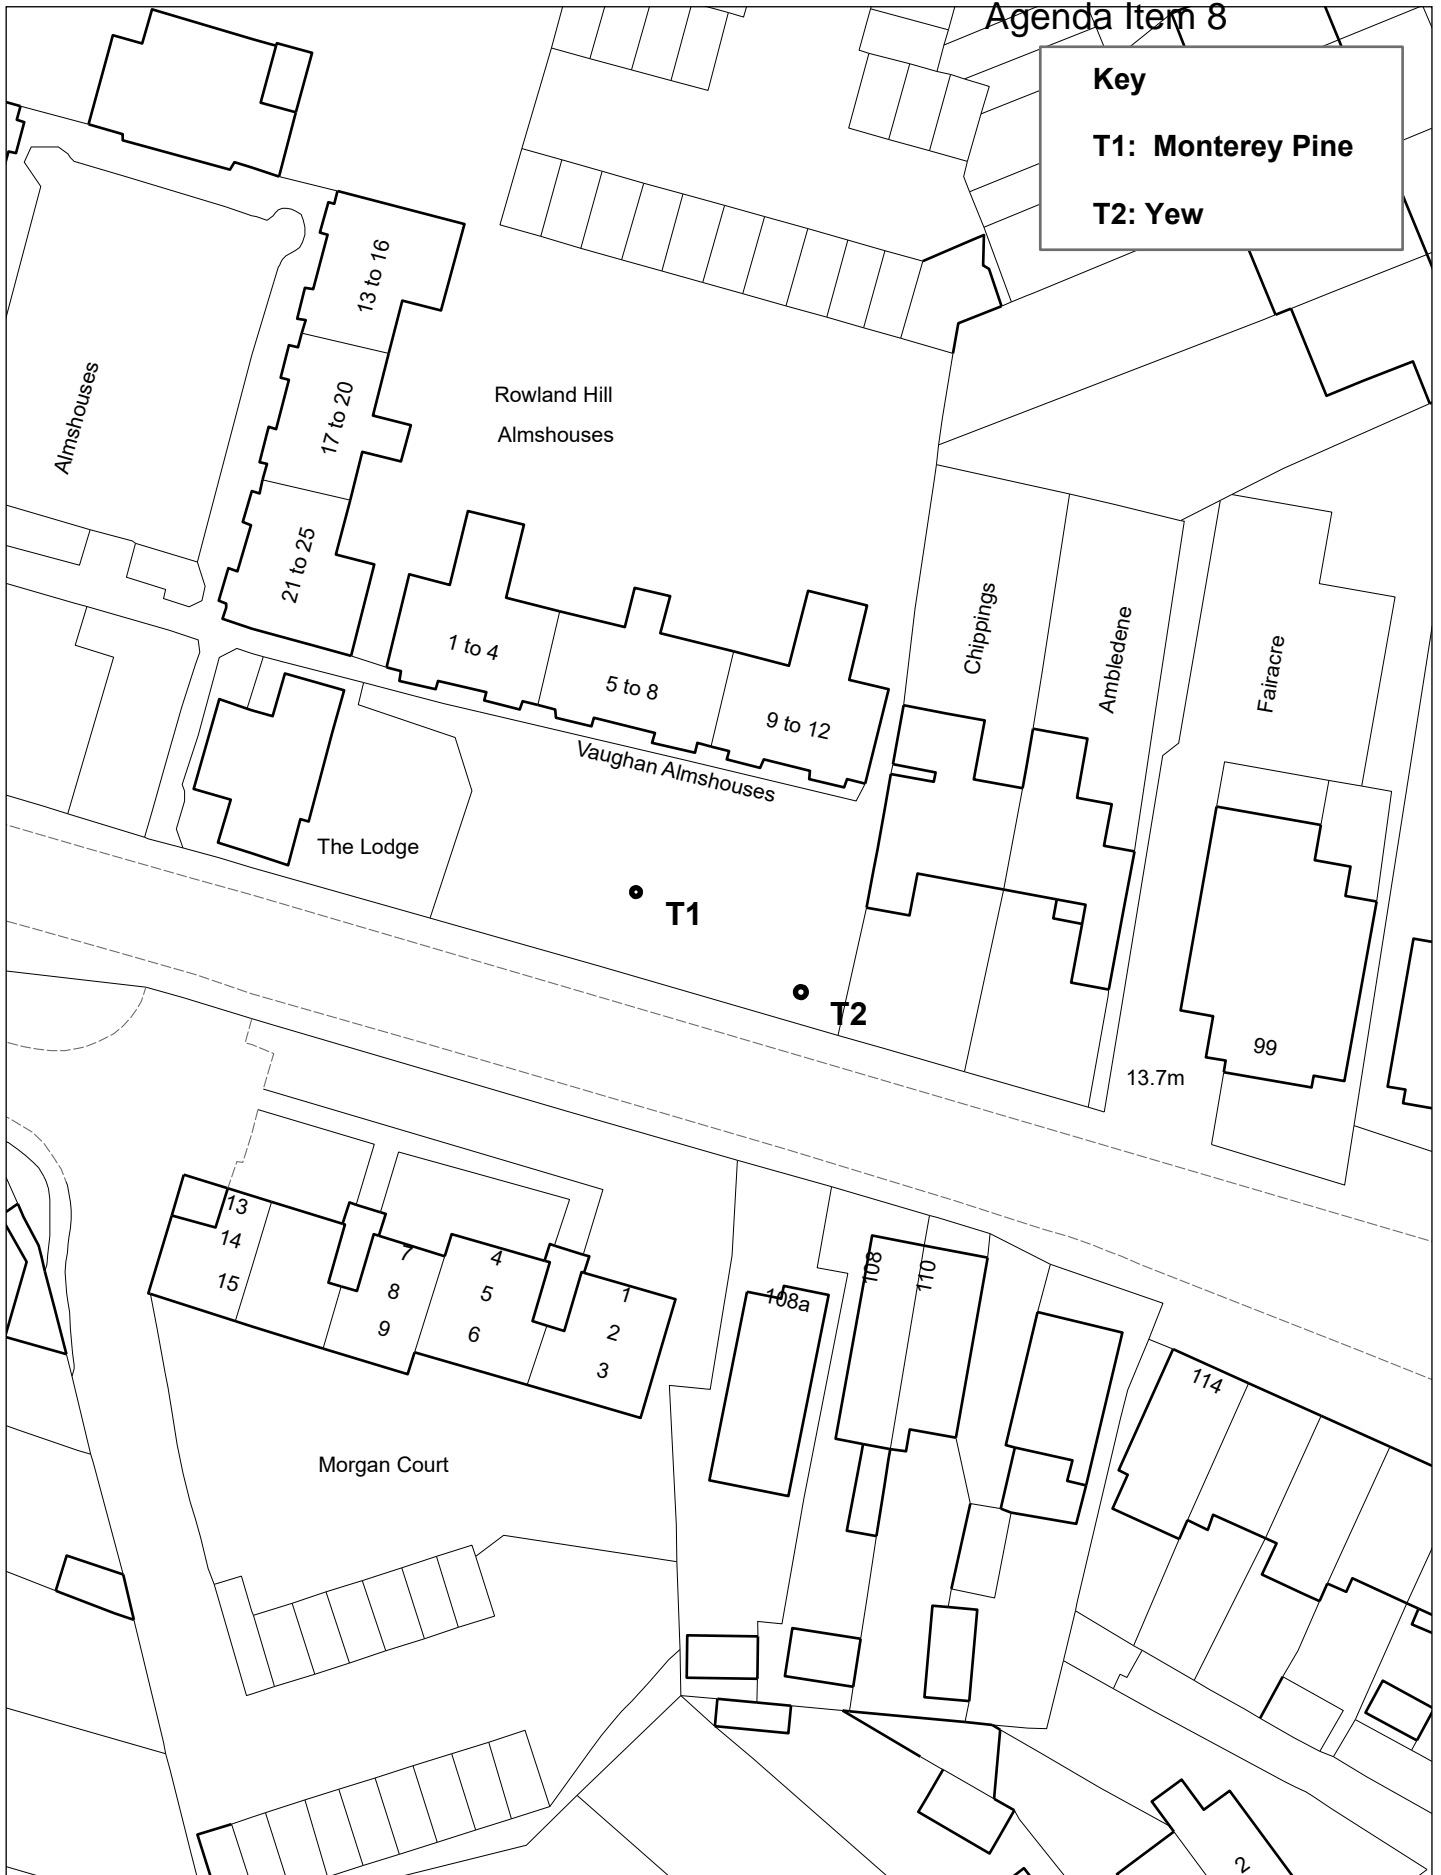 Agenda Item 8
Key
T1: Monterey Pine
T2: Yew
13 to 16
17 to 20
21 to 25
Almshouses
Rowland Hill
Almshouses
1 to 4
5 to 8
9 to 12
Vaughan Almshouses
Chippings
Ambledene
Fairacre
The Lodge
T1
T2
99
13.7m
13
14
15
7
8
9
4
5
6
1
2
3
108a
108
110
114
Morgan Court
2